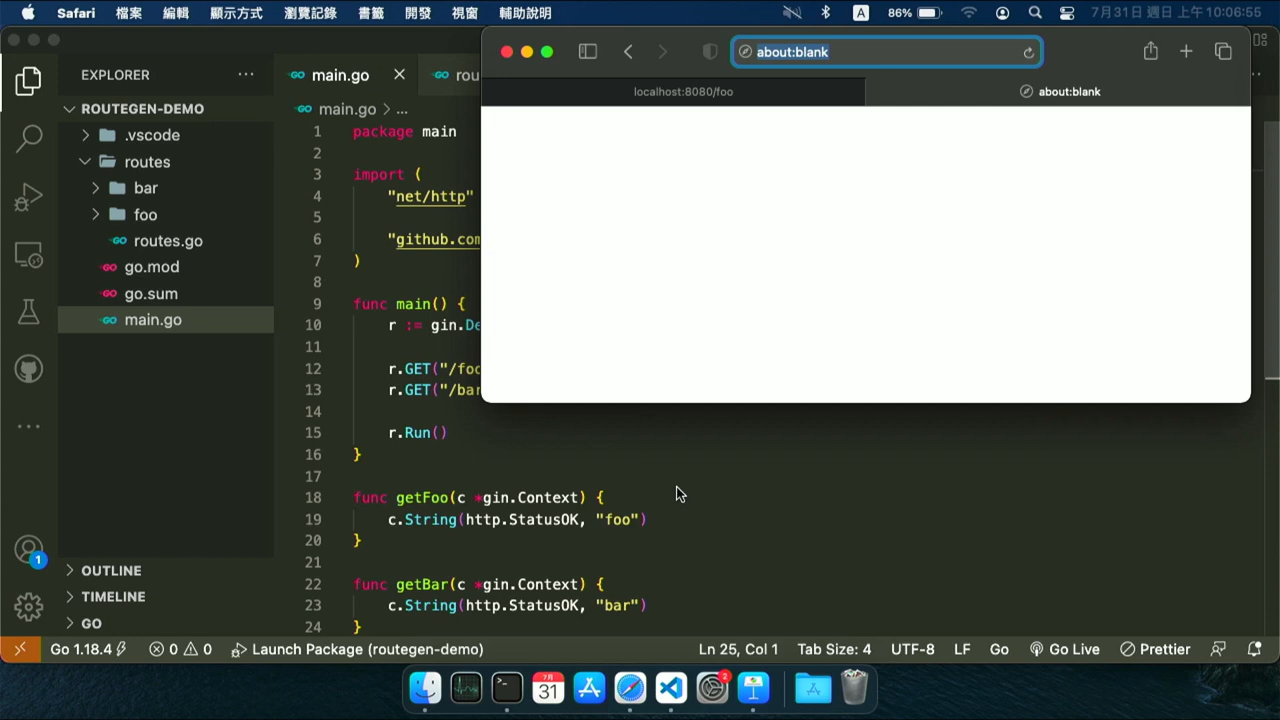 Safari 檔案 編輯 顯示方式 瀏覽記錄 書籤 開發 視窗 輔助說明 A 86% 7月31日 週日 上午10:06:55
EXPLORER
ROUTEGEN-DEMO
.vscode
routes
bar
foo
routes.go
go.mod
go.sum
main.go
OUTLINE
TIMELINE
GO
main.go rou
main.go > ...
about:blank
localhost:8080/foo about:blank
1 package main
2
3 import (
4 "net/http"
5
6 "github.com
7 )
8
9 func main() {
10 r := gin.De
11
12 r.GET("/foo
13 r.GET("/bar
14
15 r.Run()
16 }
17
18 func getFoo(c *gin.Context) {
19 c.String(http.StatusOK, "foo")
20 }
21
22 func getBar(c *gin.Context) {
23 c.String(http.StatusOK, "bar")
24 }
1
Go 1.18.4 0 0 Launch Package (routegen-demo) Ln 25, Col 1 Tab Size: 4 UTF-8 LF Go Go Live Prettier
7月
31
2